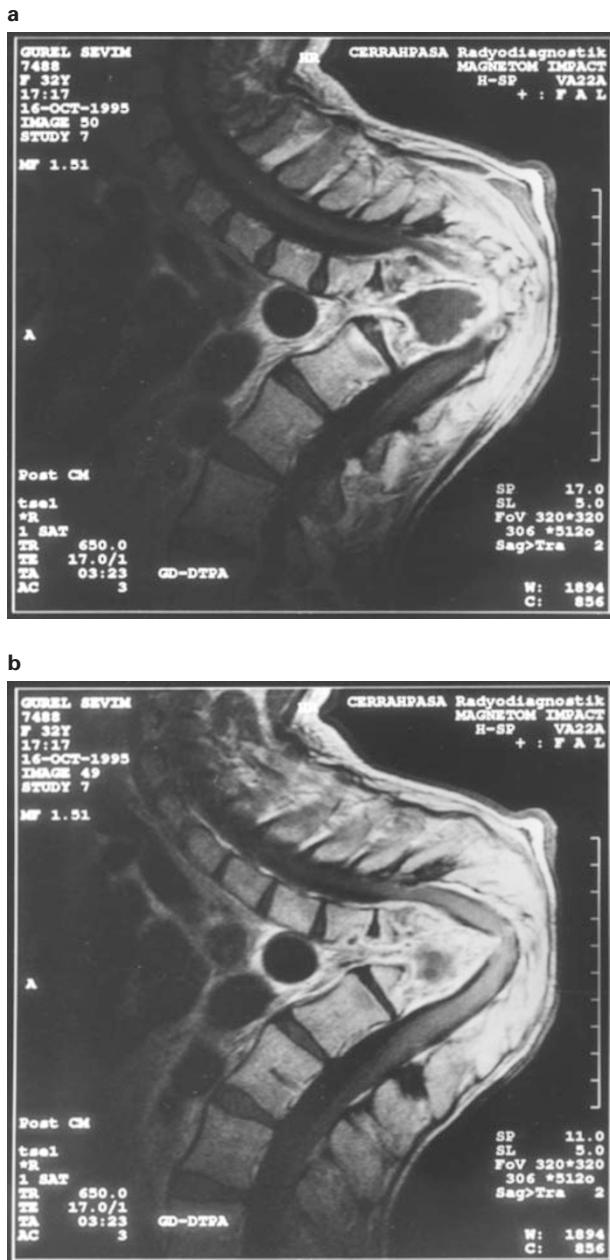 a
GUREL SEVIM
7488
F 32Y
17:17
16-OCT-1995
IMAGE 50
STUDY 7
MF 1.51
HR
CERRAHPASA Radyodiagnostik
MAGNETOM IMPACT
H-SP VA22A
+ : F A L
A
Post CM
tse1
*R
1 SAT
TR 650.0
TE 17.0/1
TA 03:23
AC 3
GD-DTPA
SP 17.0
SL 5.0
FoV 320*320
306 *512o
Sag>Tra 2
W: 1894
C: 856
b
GUREL SEVIM
7488
F 32Y
17:17
16-OCT-1995
IMAGE 49
STUDY 7
MF 1.51
CERRAHPASA Radyodiagnostik
MAGNETOM IMPACT
H-SP VA22A
+ : F A L
A
Post CM
tse1
*R
1 SAT
TR 650.0
TE 17.0/1
TA 03:23
AC 3
GD-DTPA
SP 11.0
SL 5.0
FoV 320*320
306 *512o
Sag>Tra 2
W: 1894
C: 856